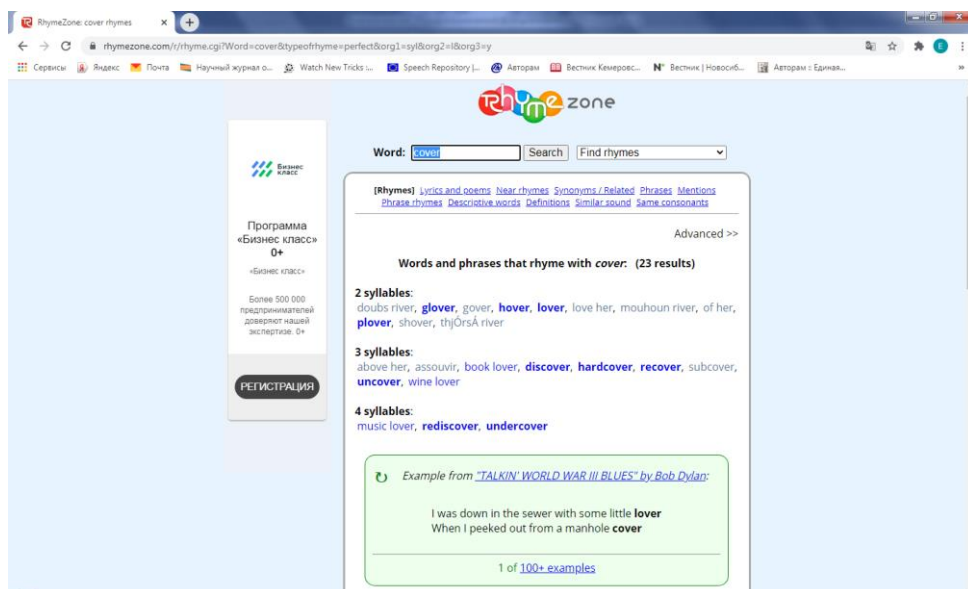 RhymeZone: cover rhymes
rhymezone.com/r/rhyme.cgi?Word=cover&typeofrhyme=perfect&org1=syl&org2=l&org3=y
Сервисы Яндекс Почта Научный журнал о... Watch New Tricks :... Speech Repository |... Авторам Вестник Кемеровс... Вестник | Новосиб... Авторам :: Единая...
Rhyme zone
Word: cover Search Find rhymes
[Rhymes] Lyrics and poems Near rhymes Synonyms / Related Phrases Mentions
Phrase rhymes Descriptive words Definitions Similar sound Same consonants
Advanced >>
Words and phrases that rhyme with cover: (23 results)
2 syllables:
doubs river, glover, gover, hover, lover, love her, mouhoun river, of her,
plover, shover, thjÓrsÁ river
3 syllables:
above her, assouvir, book lover, discover, hardcover, recover, subcover,
uncover, wine lover
4 syllables:
music lover, rediscover, undercover
Example from "TALKIN' WORLD WAR III BLUES" by Bob Dylan:
I was down in the sewer with some little lover
When I peeked out from a manhole cover
1 of 100+ examples
Бизнес
класс
Программа
«Бизнес класс»
0+
«Бизнес класс»
Более 500 000
предпринимателей
доверяют нашей
экспертизе. 0+
РЕГИСТРАЦИЯ